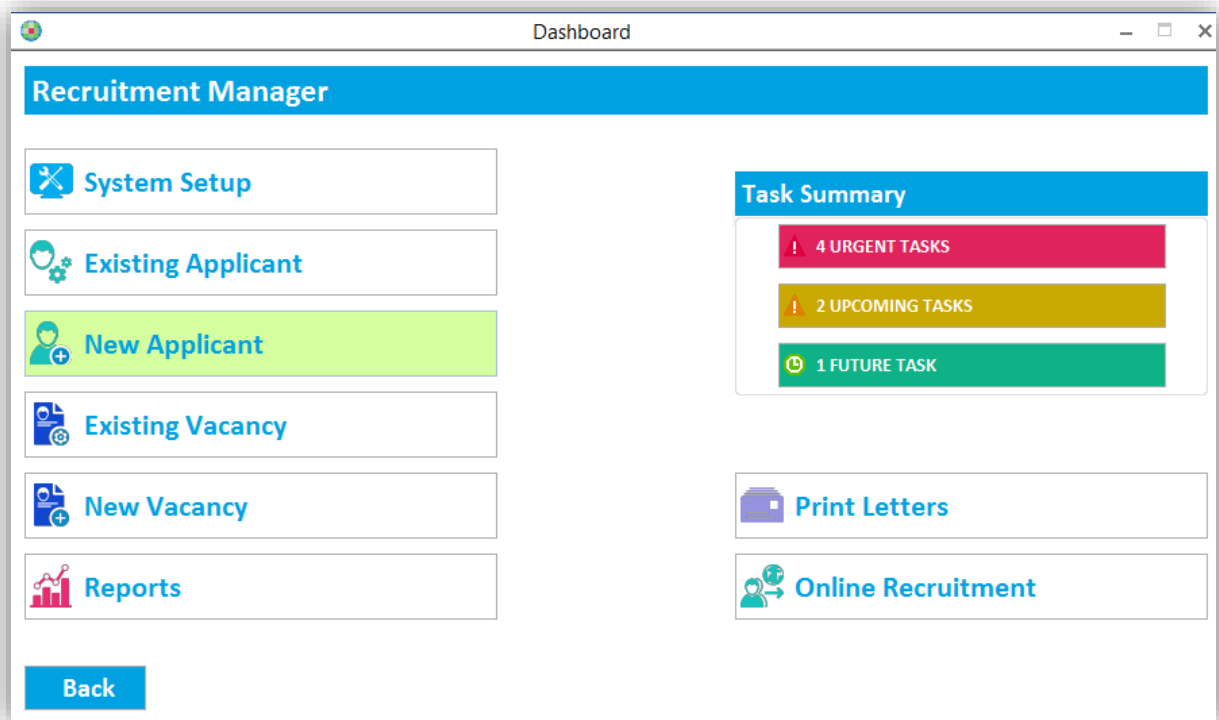 Dashboard
Recruitment Manager
System Setup
Existing Applicant
New Applicant
Existing Vacancy
New Vacancy
Reports
Back
Task Summary
4 URGENT TASKS
2 UPCOMING TASKS
1 FUTURE TASK
Print Letters
Online Recruitment